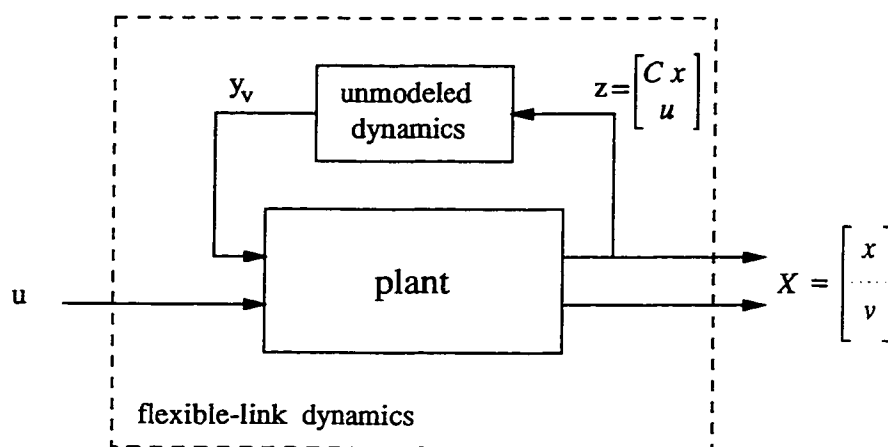 y_v
unmodeled
dynamics
z=[C x
u]
u
plant
X = [x
v]
flexible-link dynamics